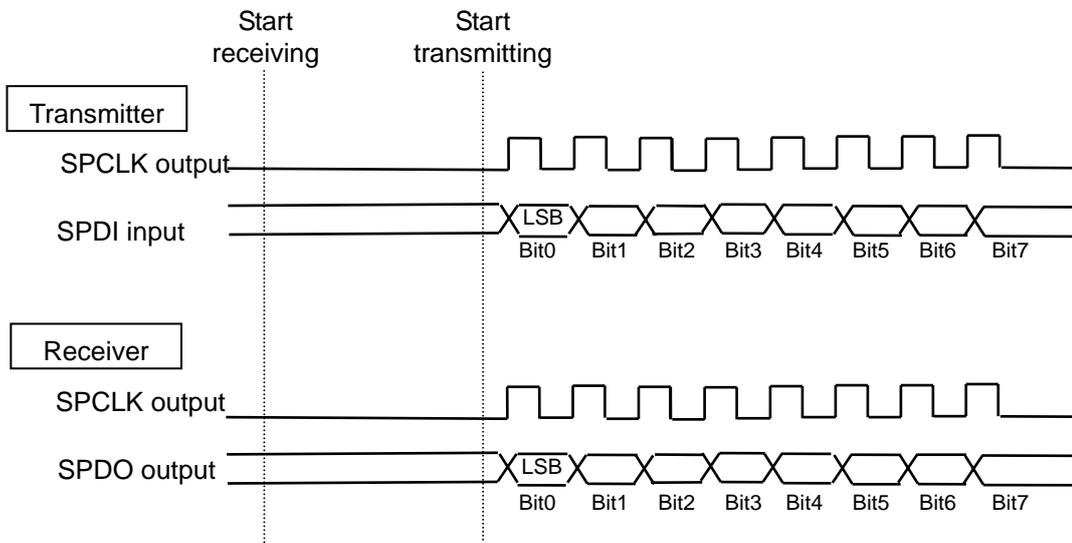 Start
receiving
Start
transmitting
Transmitter
SPCLK output
SPDI input
LSB
Bit0 Bit1 Bit2 Bit3 Bit4 Bit5 Bit6 Bit7
Receiver
SPCLK output
SPDO output
LSB
Bit0 Bit1 Bit2 Bit3 Bit4 Bit5 Bit6 Bit7